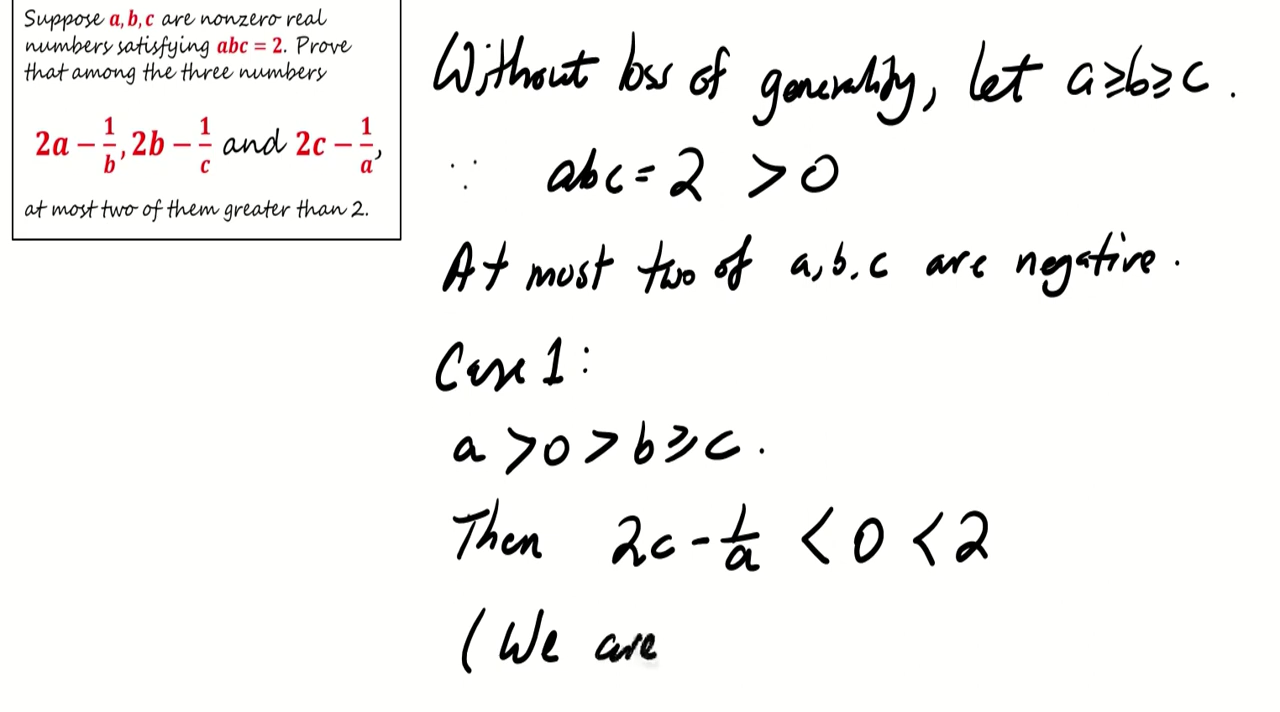 Suppose a, b, c are nonzero real
numbers satisfying abc = 2. Prove
that among the three numbers
2a − 1/b, 2b − 1/c and 2c − 1/a,
at most two of them greater than 2.
Without loss of generality, let a≥b≥c.
∵ abc = 2 > 0
At most two of a, b, c are negative.
Case 1:
a > 0 > b ≥ c.
Then 2c - 1/a < 0 < 2
(We are